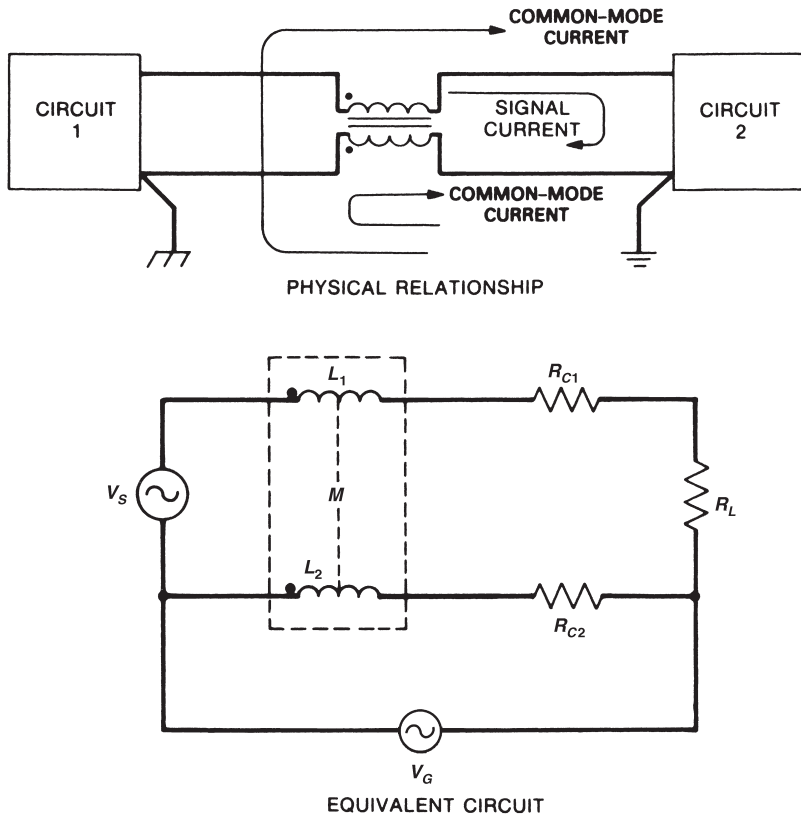 COMMON–MODE
CURRENT
CIRCUIT
1
SIGNAL
CURRENT
CIRCUIT
2
COMMON–MODE
CURRENT
PHYSICAL RELATIONSHIP
L1
RC1
VS
M
RL
L2
RC2
VG
EQUIVALENT CIRCUIT